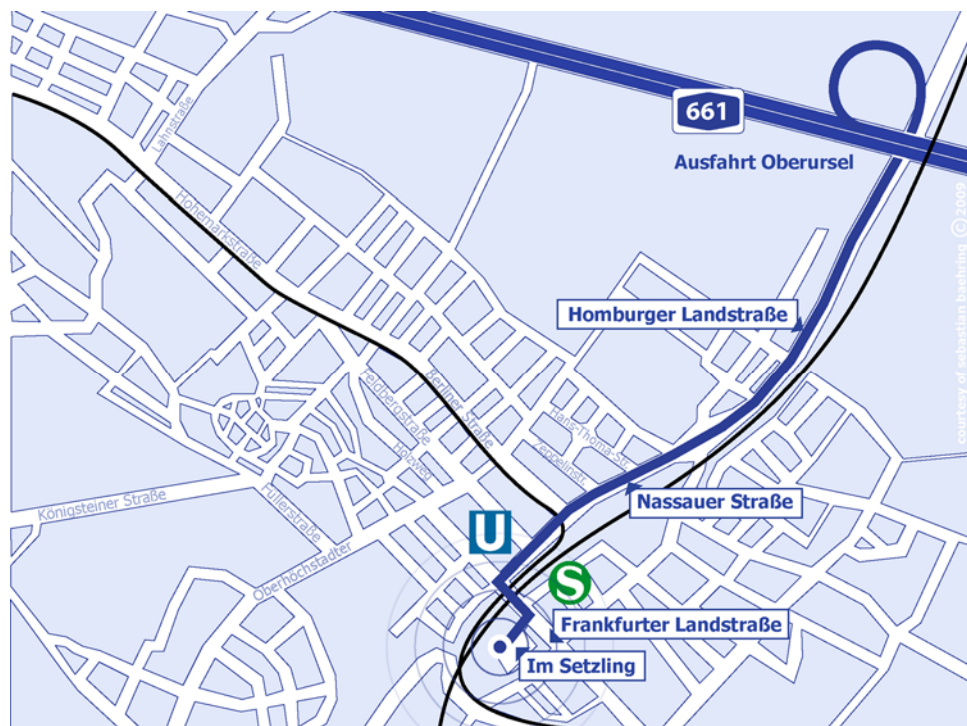 661
Ausfahrt Oberursel
Lahnstraße
Hohemarkstraße
Homburger Landstraße
courtesy of sebastian baehring © 2009
Feldbergstraße
Berliner Straße
Hans-Thoma-Str.
Zeppelinstr.
Holzweg
Füllerstraße
Königsteiner Straße
Nassauer Straße
U
Oberhöchstadter
S
Frankfurter Landstraße
Im Setzling